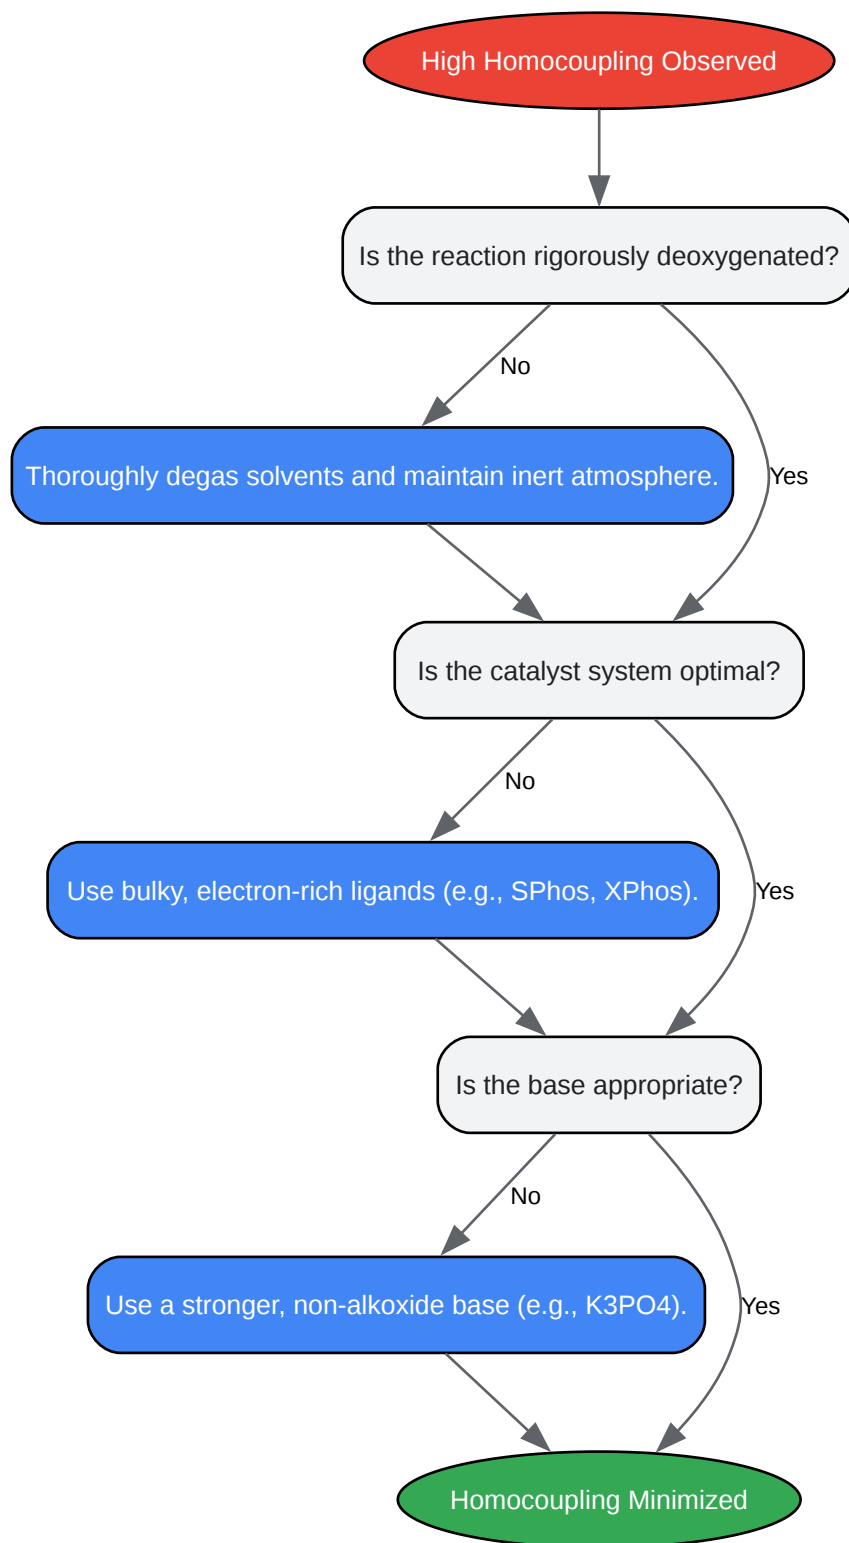 High Homocoupling Observed
Is the reaction rigorously deoxygenated?
No
Thoroughly degas solvents and maintain inert atmosphere.
Yes
Is the catalyst system optimal?
No
Use bulky, electron-rich ligands (e.g., SPhos, XPhos).
Yes
Is the base appropriate?
No
Use a stronger, non-alkoxide base (e.g., K3PO4).
Yes
Homocoupling Minimized